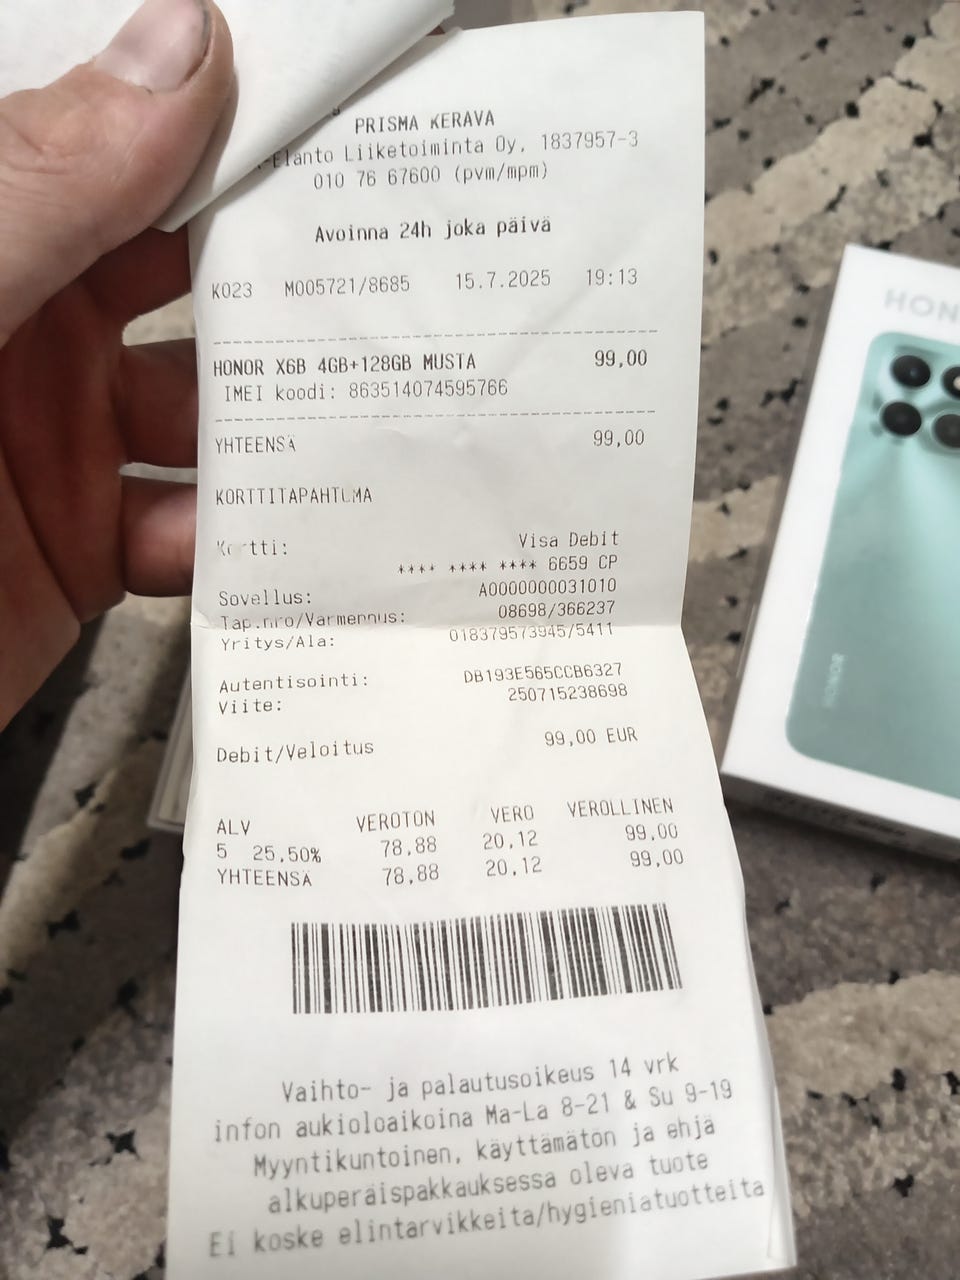 PRISMA KERAVA
-Elanto Liiketoiminta Oy, 1837957-3
010 76 67600 (pvm/mpm)
Avoinna 24h joka päivä
K023 M005721/8685 15.7.2025 19:13
HONOR X6B 4GB+128GB MUSTA 99,00
IMEI koodi: 863514074595766
YHTEENSÄ 99,00
KORTTITAPAHTUMA
Kortti: Visa Debit
**** **** **** 6659 CP
Sovellus: A0000000031010
Tap.nro/Varmennus: 08698/366237
Yritys/Ala: 018379573945/5411
Autentisointi: DB193E565CCB6327
Viite: 250715238698
Debit/Veloitus 99,00 EUR
ALV VEROTON VERO VEROLLINEN
5 25,50% 78,88 20,12 99,00
YHTEENSÄ 78,88 20,12 99,00
Vaihto- ja palautusoikeus 14 vrk
infon aukioloaikoina Ma-La 8-21 & Su 9-19
Myyntikuntoinen, käyttämätön ja ehjä
alkuperäispakkauksessa oleva tuote
Ei koske elintarvikkeita/hygieniatuotteita
HON
HONOR